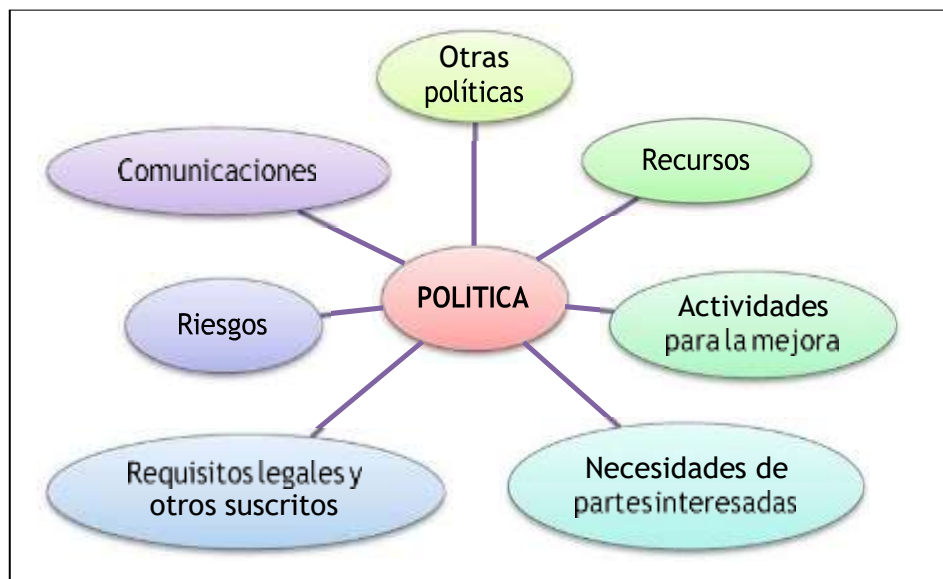 Otras
políticas
Comunicaciones
Recursos
POLITICA
Riesgos
Actividades
para la mejora
Requisitos legales y
otros suscritos
Necesidades de
partes interesadas